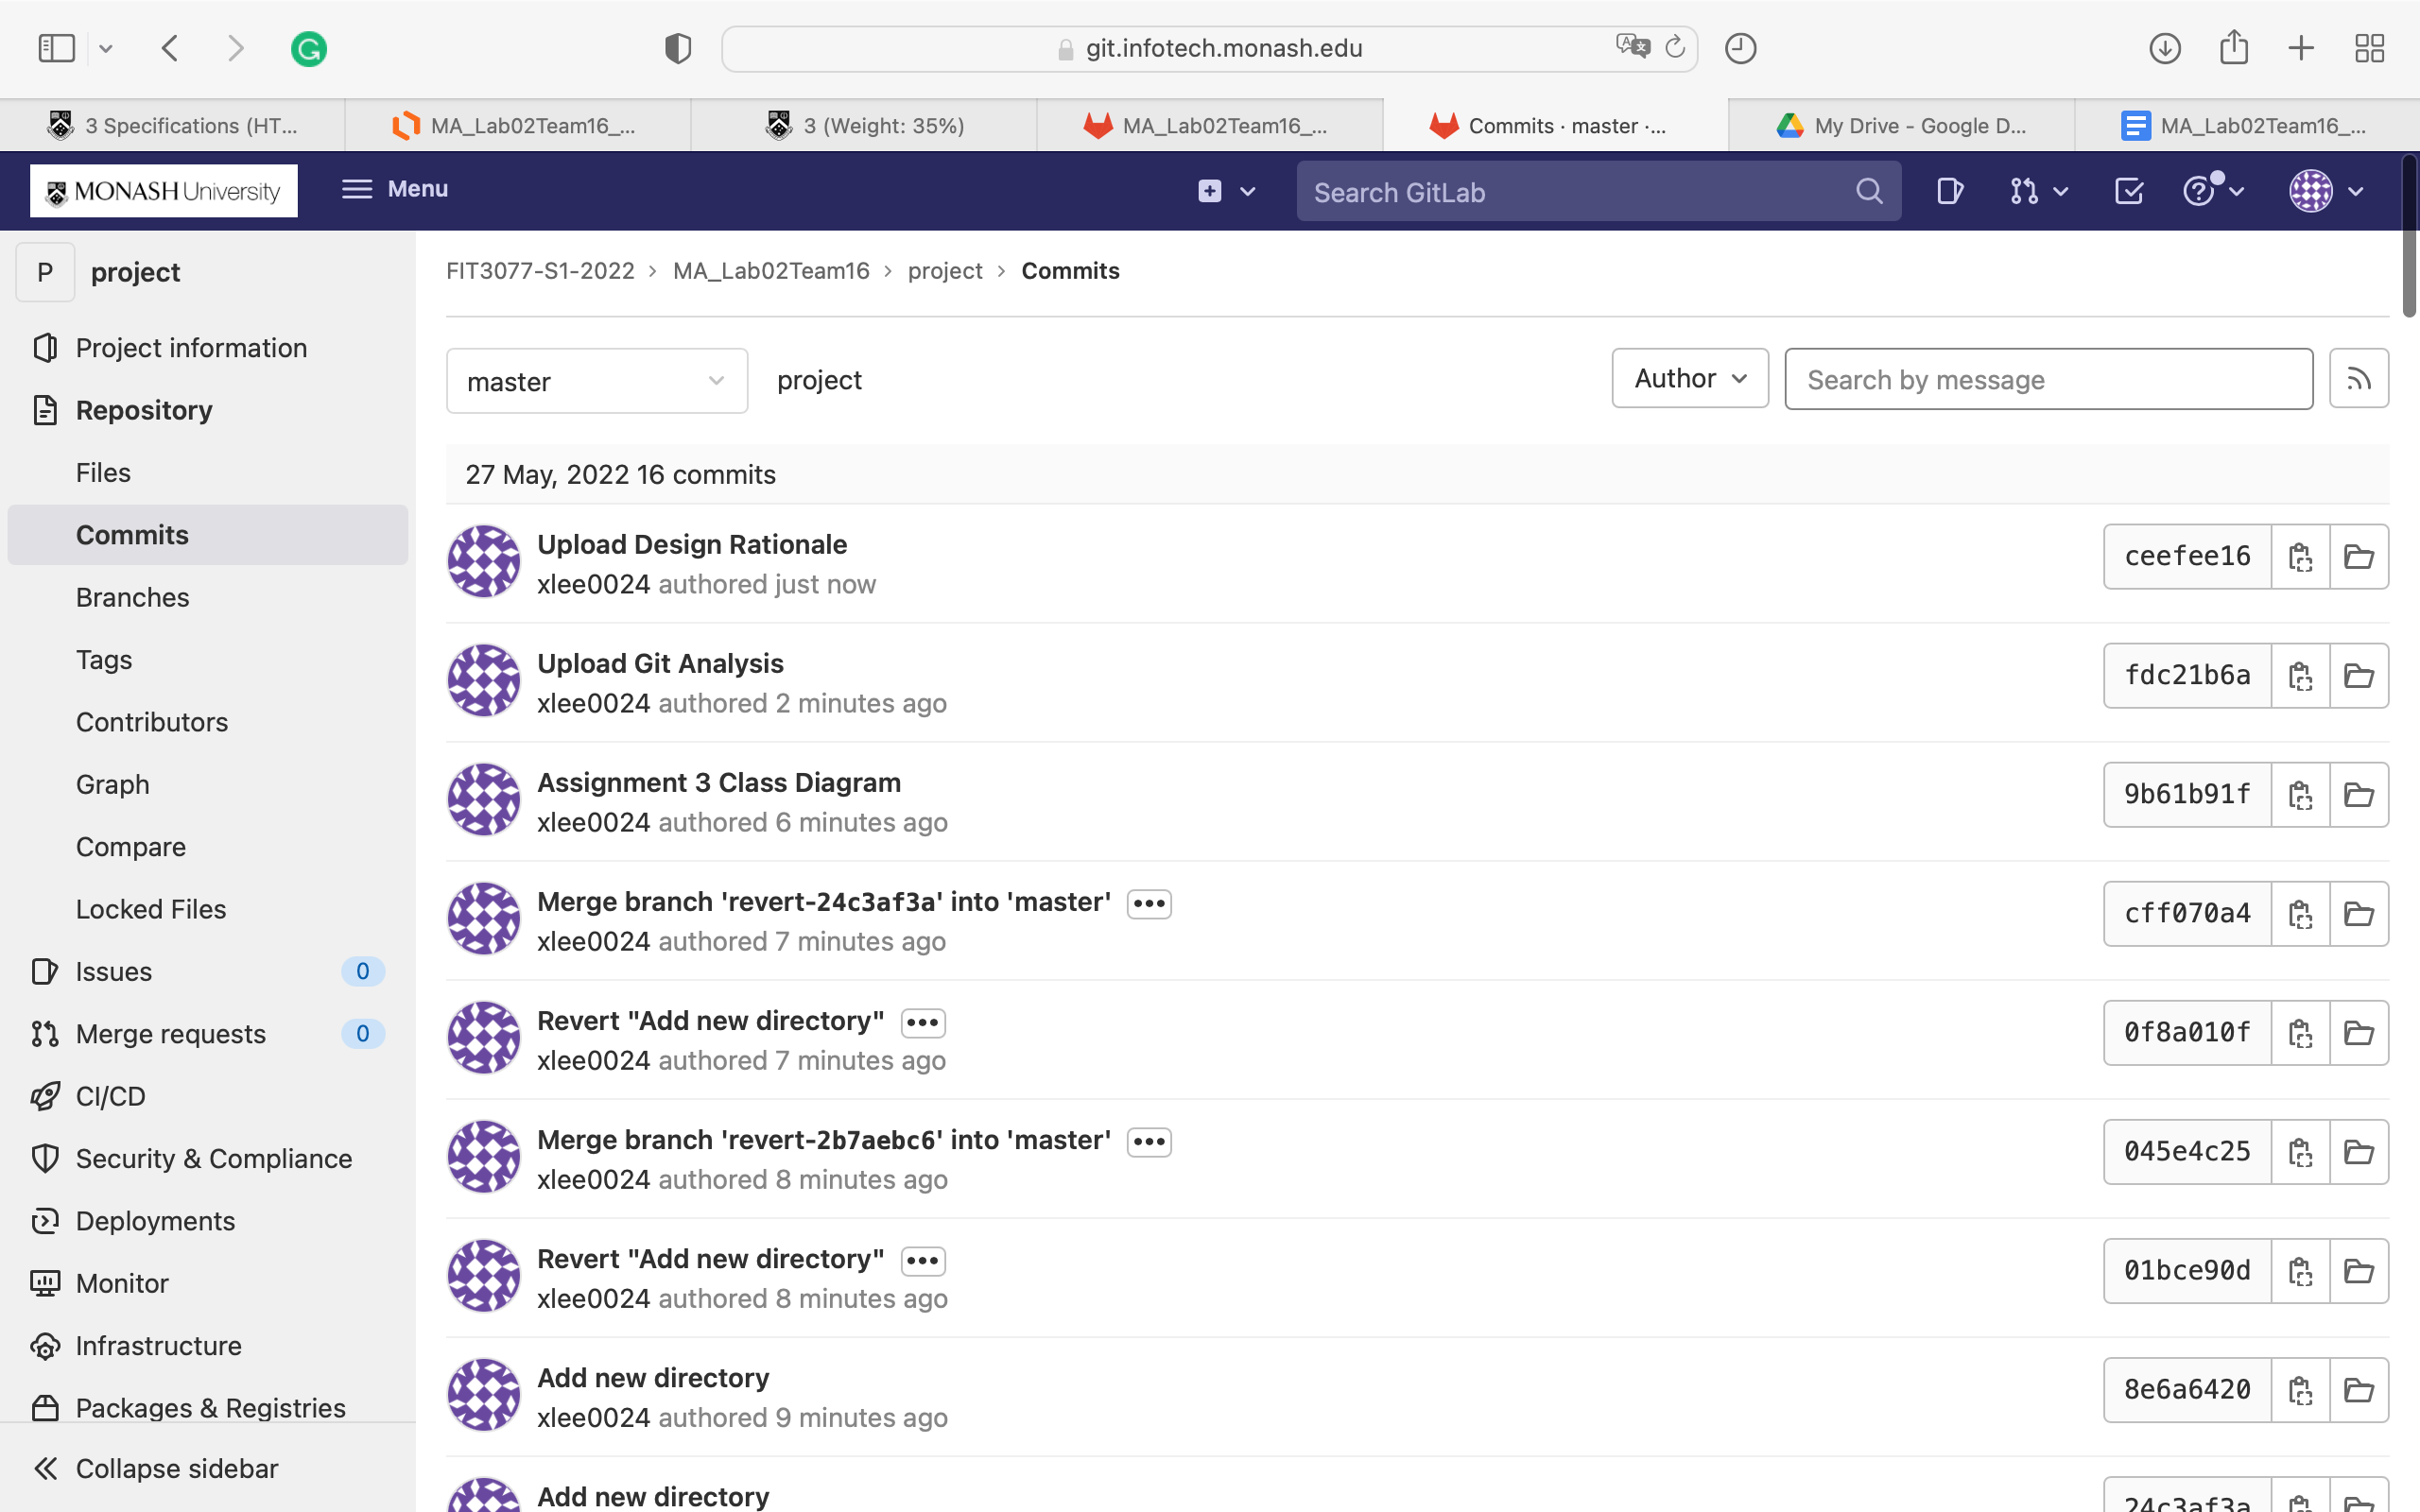 git.infotech.monash.edu
3 Specifications (HT...
MA_Lab02Team16_...
3 (Weight: 35%)
MA_Lab02Team16_...
Commits · master ·...
My Drive - Google D...
MA_Lab02Team16_...
MONASH University
Menu
Search GitLab
P project
Project information
Repository
Files
Commits
Branches
Tags
Contributors
Graph
Compare
Locked Files
Issues 0
Merge requests 0
CI/CD
Security & Compliance
Deployments
Monitor
Infrastructure
Packages & Registries
Collapse sidebar
FIT3077-S1-2022 › MA_Lab02Team16 › project › Commits
master project Author Search by message
27 May, 2022 16 commits
Upload Design Rationale
xlee0024 authored just now
ceefee16
Upload Git Analysis
xlee0024 authored 2 minutes ago
fdc21b6a
Assignment 3 Class Diagram
xlee0024 authored 6 minutes ago
9b61b91f
Merge branch 'revert-24c3af3a' into 'master' •••
xlee0024 authored 7 minutes ago
cff070a4
Revert "Add new directory" •••
xlee0024 authored 7 minutes ago
0f8a010f
Merge branch 'revert-2b7aebc6' into 'master' •••
xlee0024 authored 8 minutes ago
045e4c25
Revert "Add new directory" •••
xlee0024 authored 8 minutes ago
01bce90d
Add new directory
xlee0024 authored 9 minutes ago
8e6a6420
Add new directory
24c3af3a